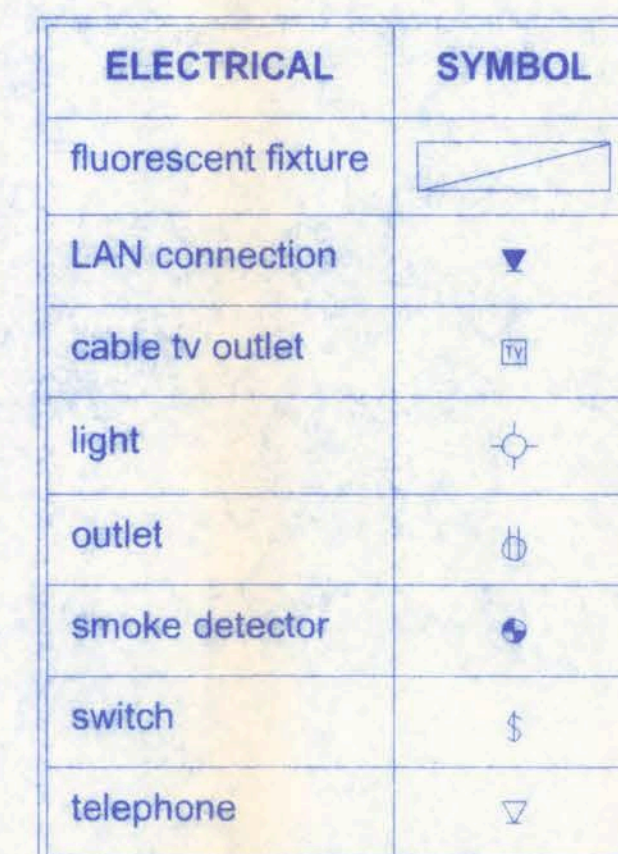 ELECTRICAL SYMBOL
fluorescent fixture
LAN connection
cable tv outlet TV
light
outlet
smoke detector
switch $
telephone